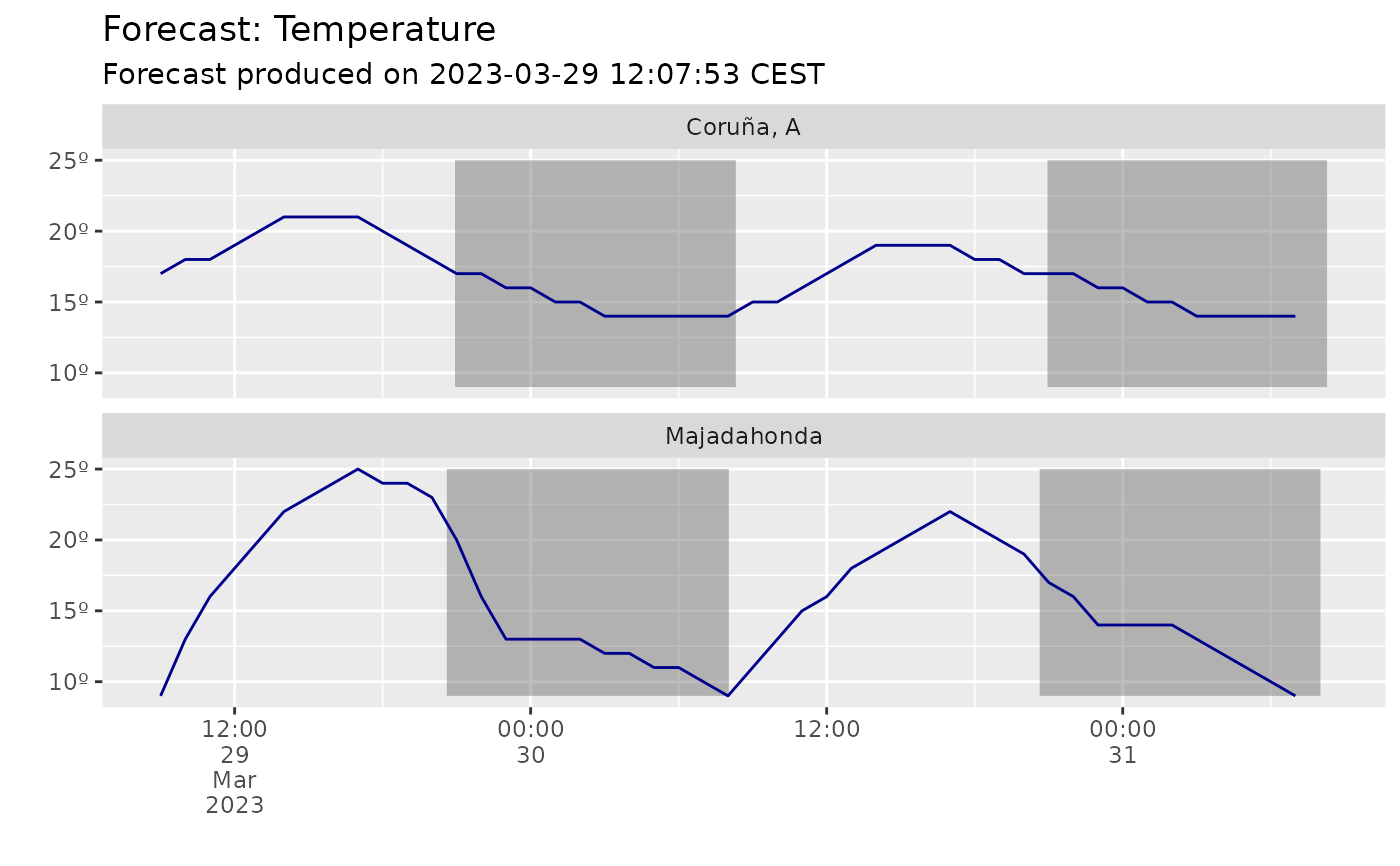 Forecast: Temperature
Forecast produced on 2023-03-29 12:07:53 CEST
Coruña, A
25º
20º
15º
10º
Majadahonda
25º
20º
15º
10º
12:00 00:00 12:00 00:00
29 30 31
Mar
2023